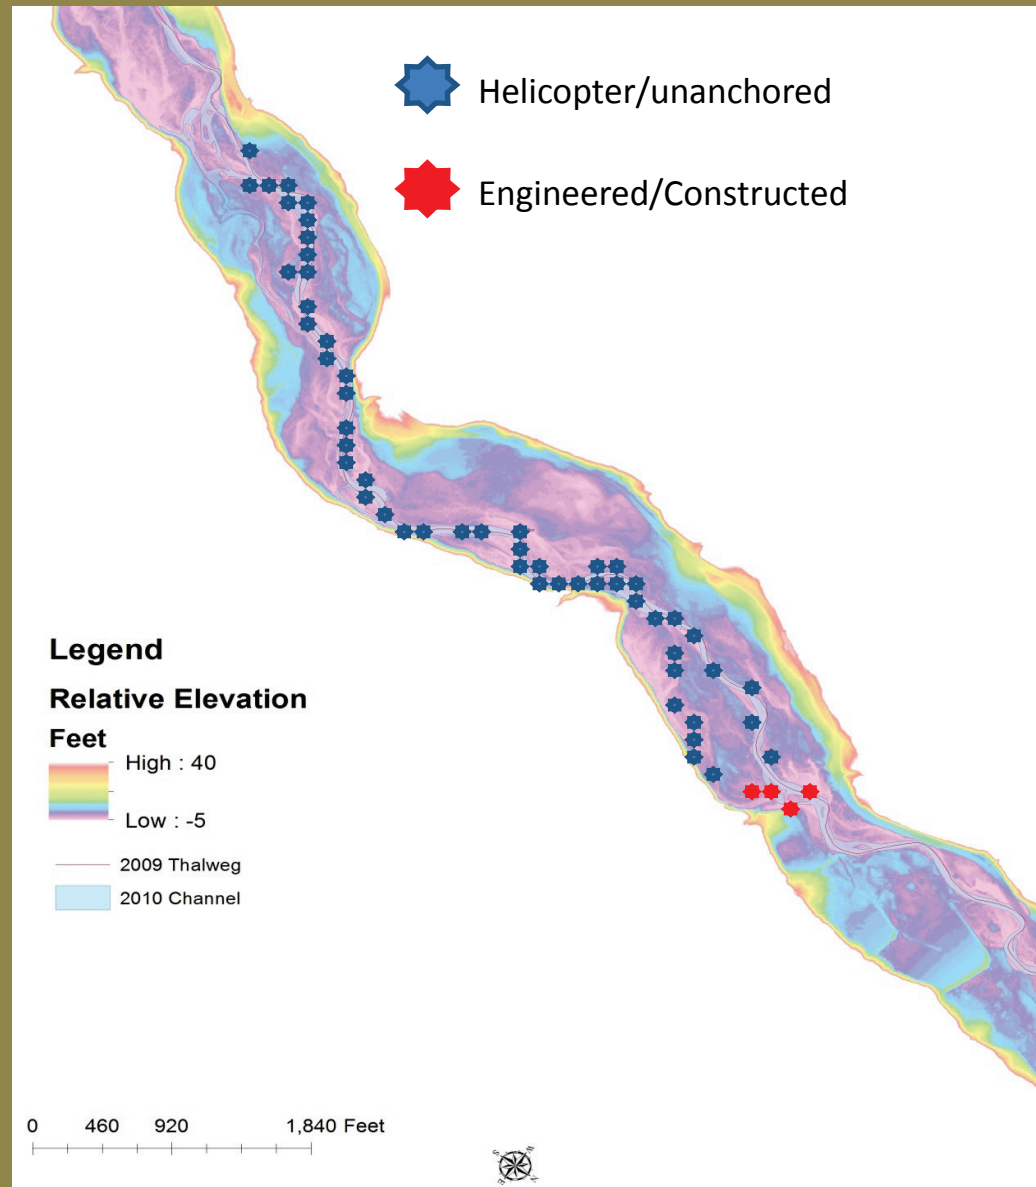 Helicopter/unanchored
Engineered/Constructed
Legend
Relative Elevation
Feet
High : 40
Low : -5
2009 Thalweg
2010 Channel
0 460 920 1,840 Feet
S W
E N